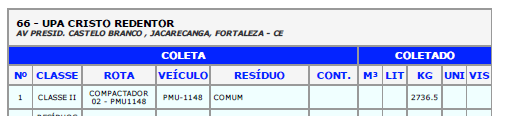 66 - UPA CRISTO REDENTOR
AV PRESID. CASTELO BRANCO , JACARECANGA, FORTALEZA - CE
COLETA COLETADO
Nº CLASSE ROTA VEÍCULO RESÍDUO CONT. M³ LIT KG UNI VIS
1 CLASSE II COMPACTADOR 02 - PMU1148 PMU-1148 COMUM 2736.5